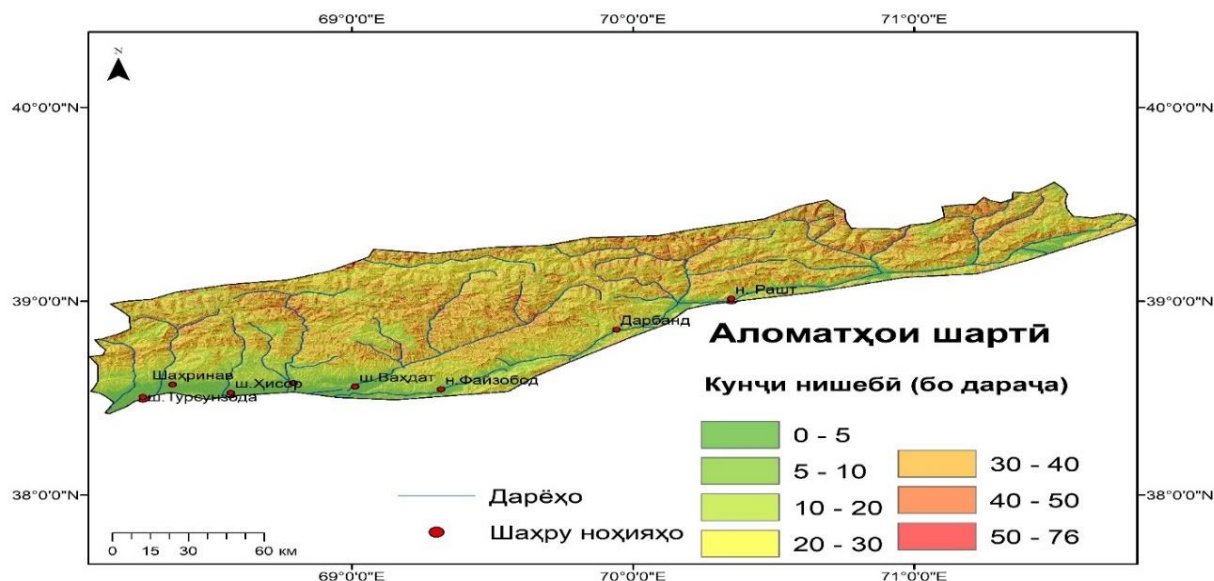 69°0'0"E 70°0'0"E 71°0'0"E
N
40°0'0"N 40°0'0"N
39°0'0"N 39°0'0"N
н. Рашт
Дарбанд
Аломатҳои шартӣ
Шаҳринав
ш.Ҳисор
ш.Ваҳдат
н.Файзобод
ш.Турсунзода
Кунҷи нишебӣ (бо дараҷа)
0 - 5
5 - 10
10 - 20
20 - 30
30 - 40
40 - 50
50 - 76
38°0'0"N 38°0'0"N
Дарёҳо
Шаҳру ноҳияҳо
0 15 30 60 км
69°0'0"E 70°0'0"E 71°0'0"E